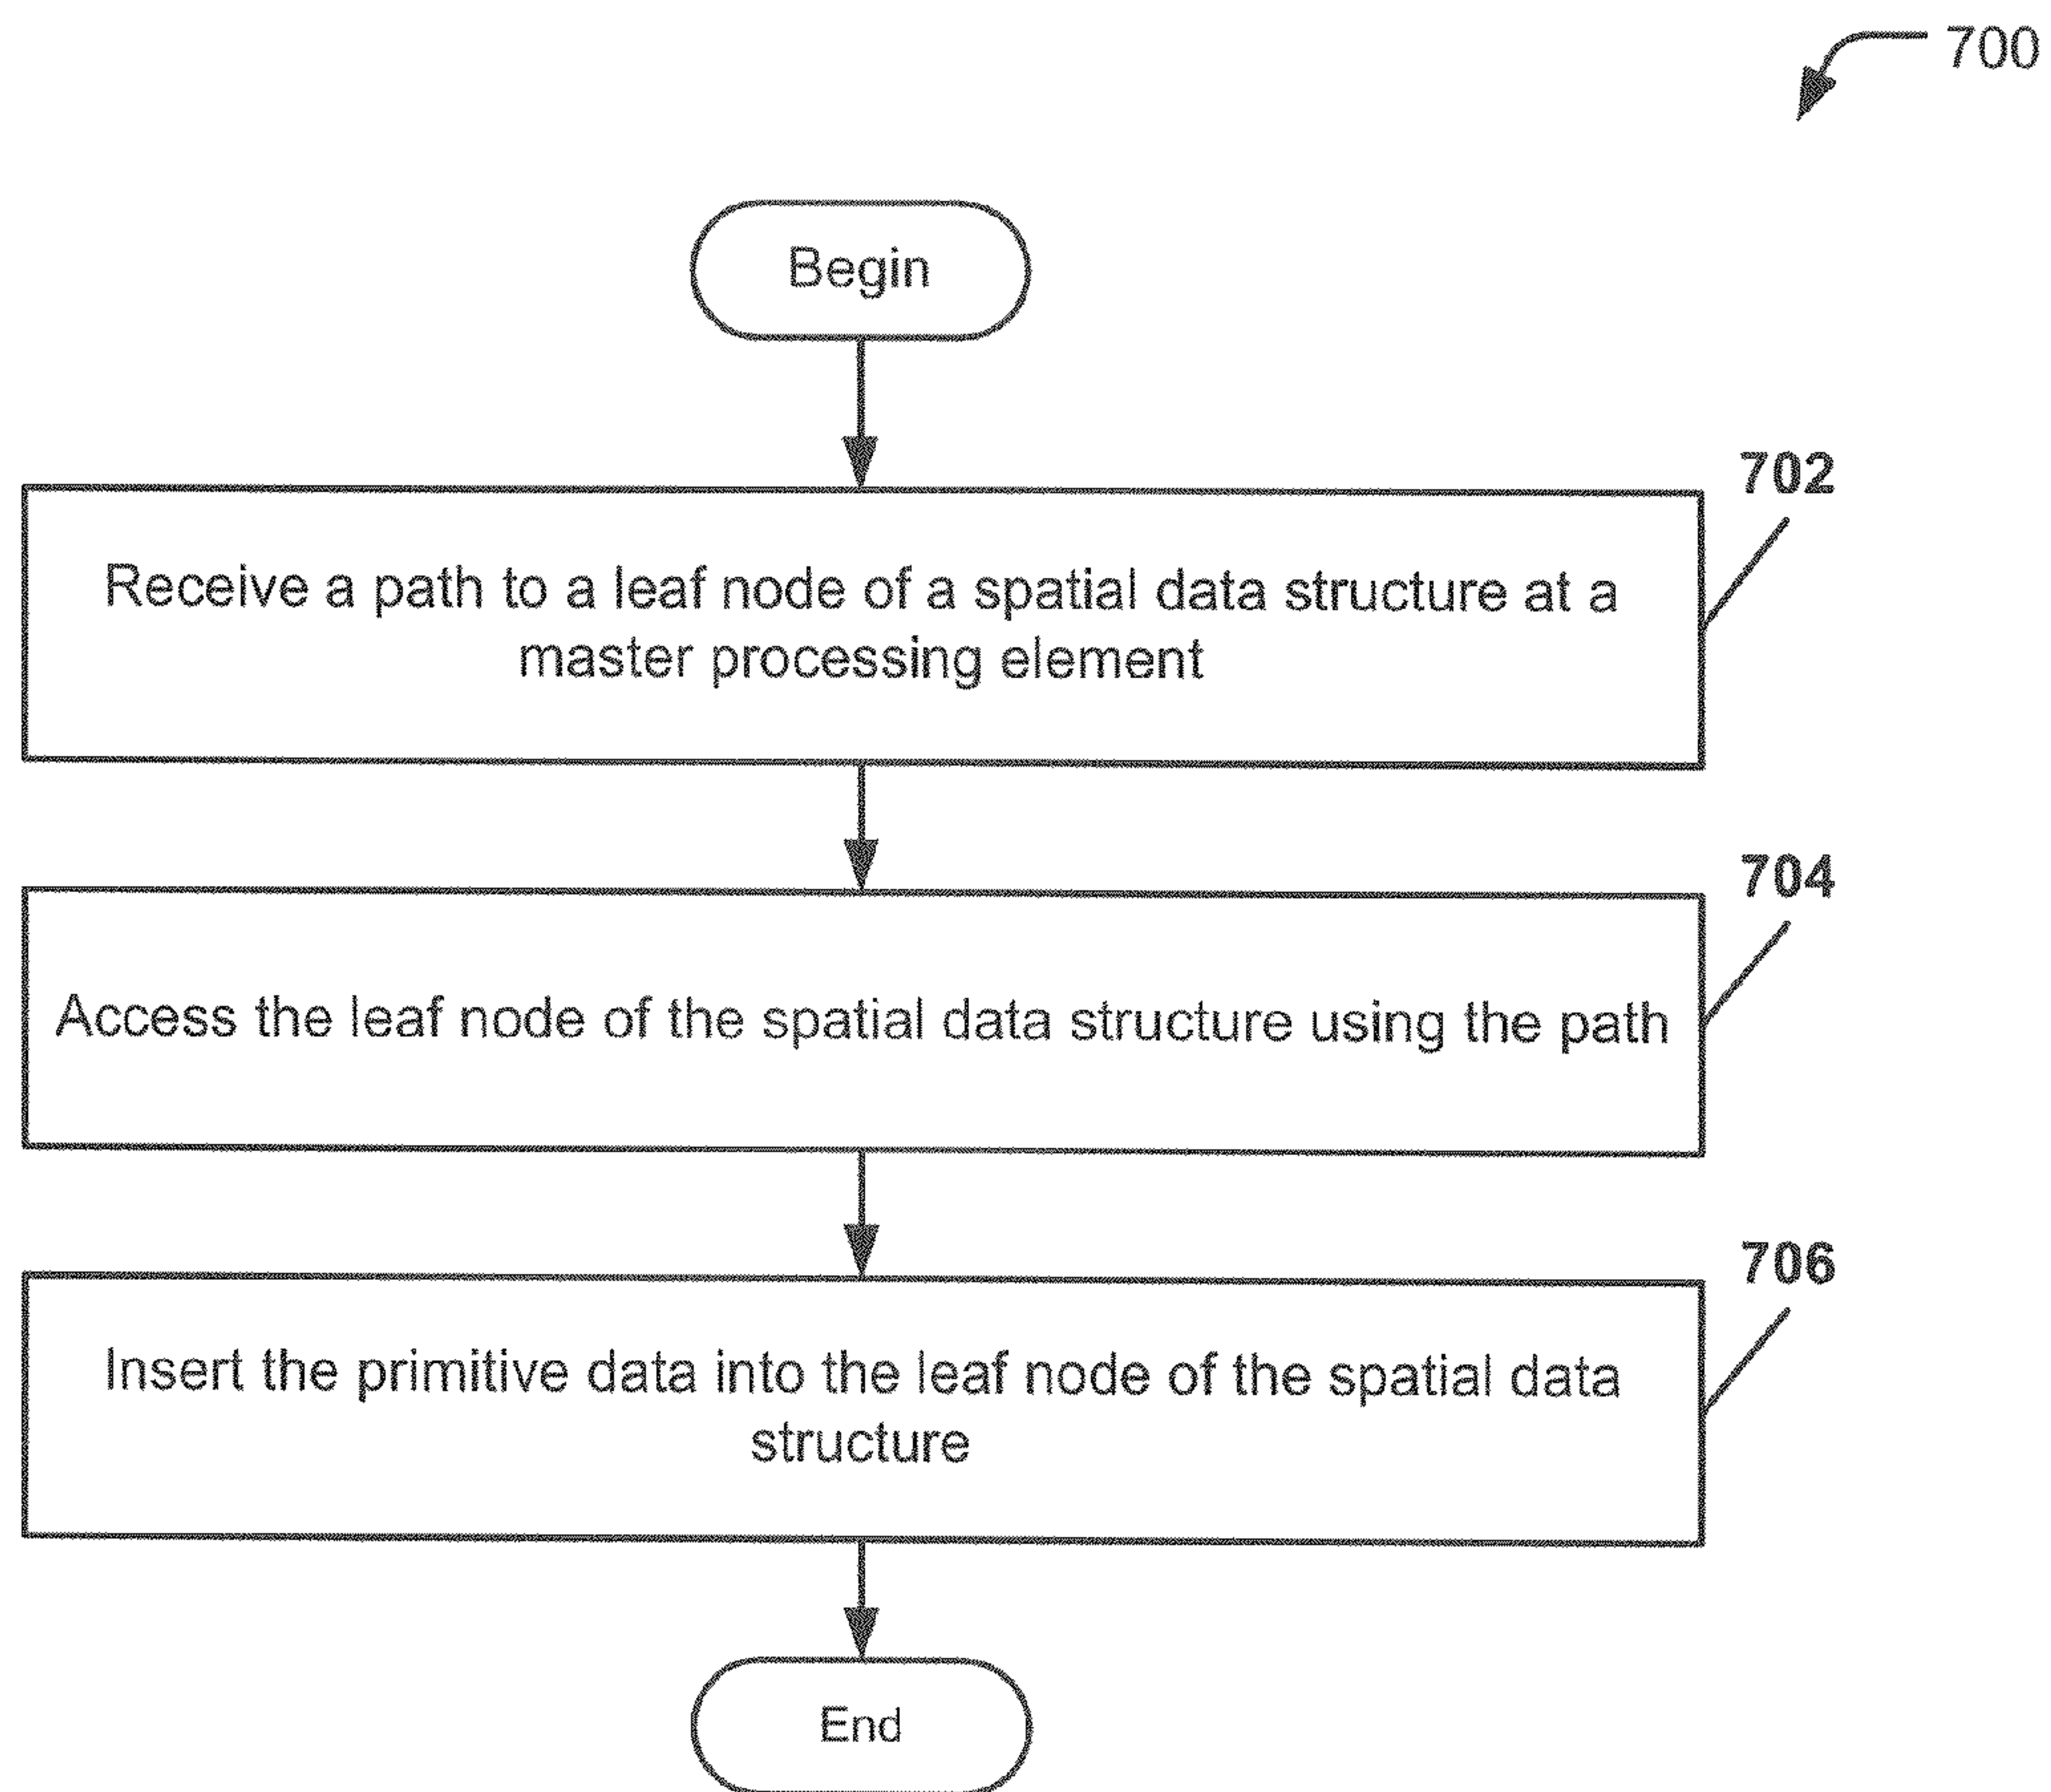 700
Begin
702
Receive a path to a leaf node of a spatial data structure at a
master processing element
704
Access the leaf node of the spatial data structure using the path
706
Insert the primitive data into the leaf node of the spatial data
structure
End